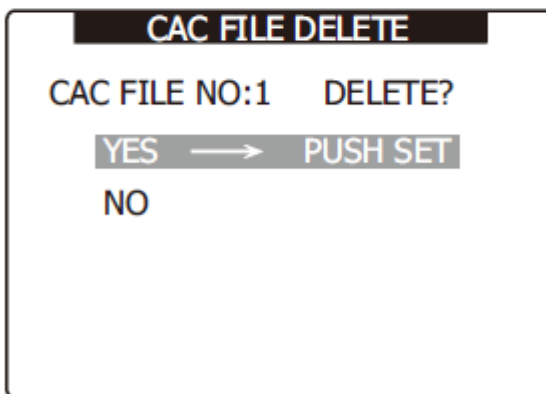 CAC FILE DELETE
CAC FILE NO:1 DELETE?
YES → PUSH SET
NO